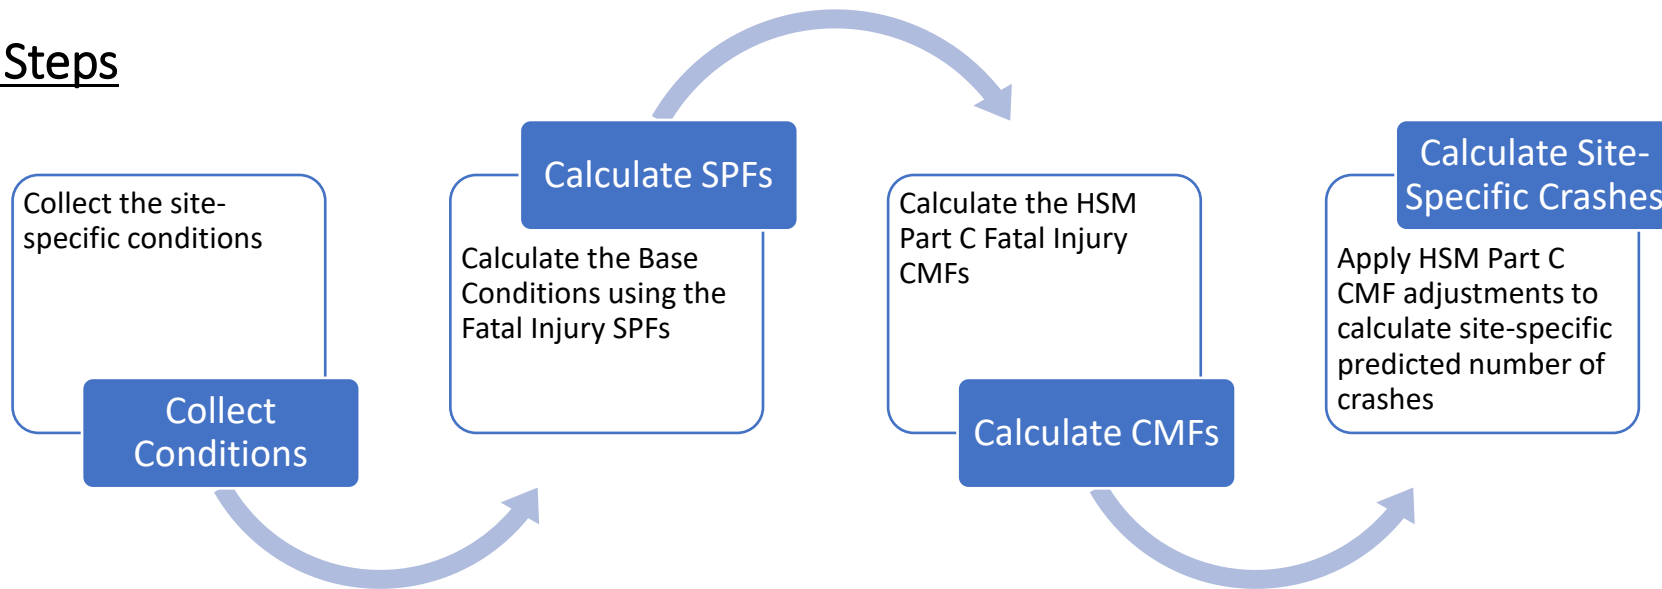 Steps
Collect the site-
specific conditions
Collect
Conditions
Calculate SPFs
Calculate the Base
Conditions using the
Fatal Injury SPFs
Calculate the HSM
Part C Fatal Injury
CMFs
Calculate CMFs
Calculate Site-
Specific Crashes
Apply HSM Part C
CMF adjustments to
calculate site-specific
predicted number of
crashes